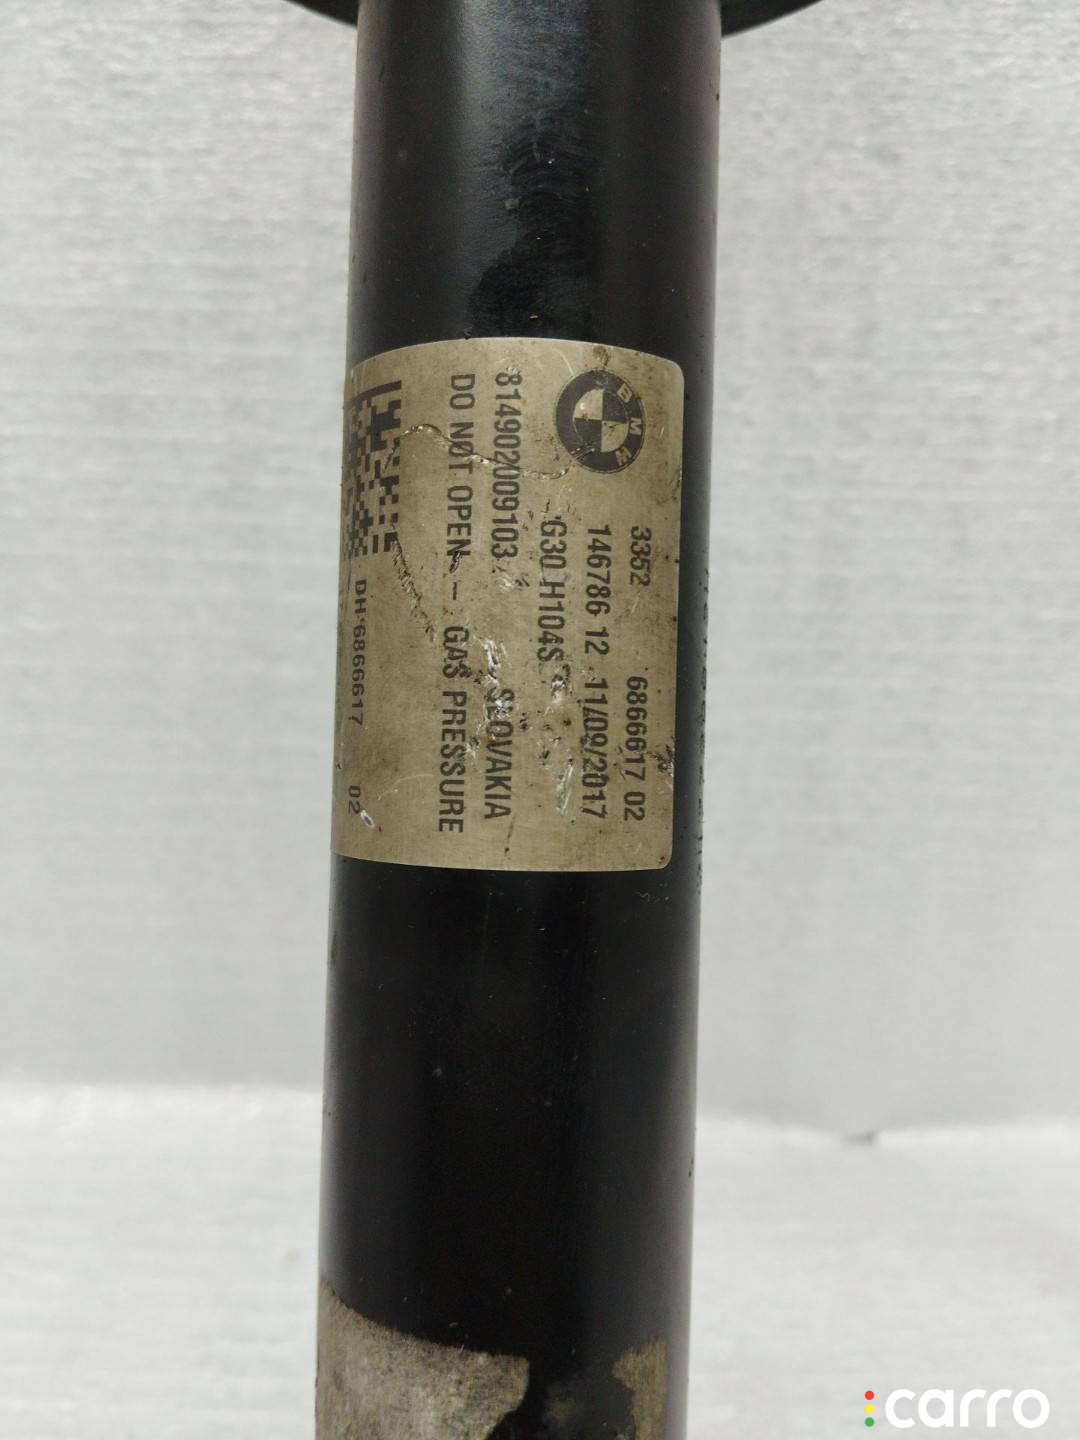 BMW
3352 6866617 02
146786 12 11/09/2017
G30 H104S
814902009103 SLOVAKIA
DO NOT OPEN - GAS PRESSURE
DH 6866617 02
carro